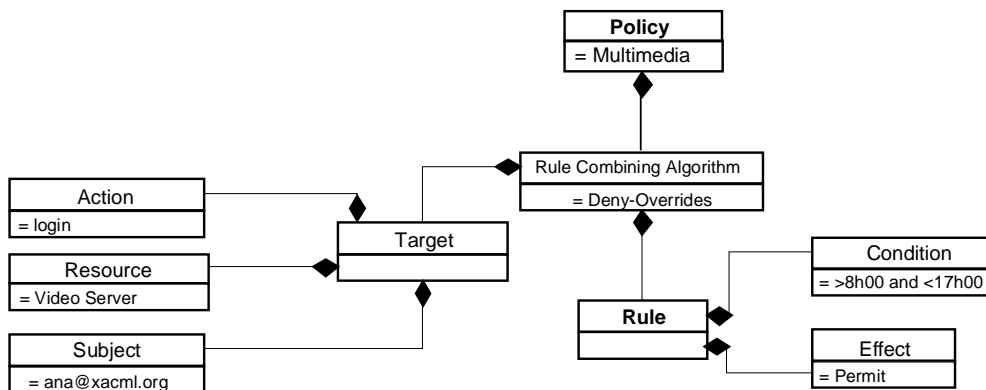 Policy
= Multimedia
Rule Combining Algorithm
= Deny-Overrides
Action
= login
Target
Resource
= Video Server
Subject
= ana@xacml.org
Condition
= >8h00 and <17h00
Rule
Effect
= Permit